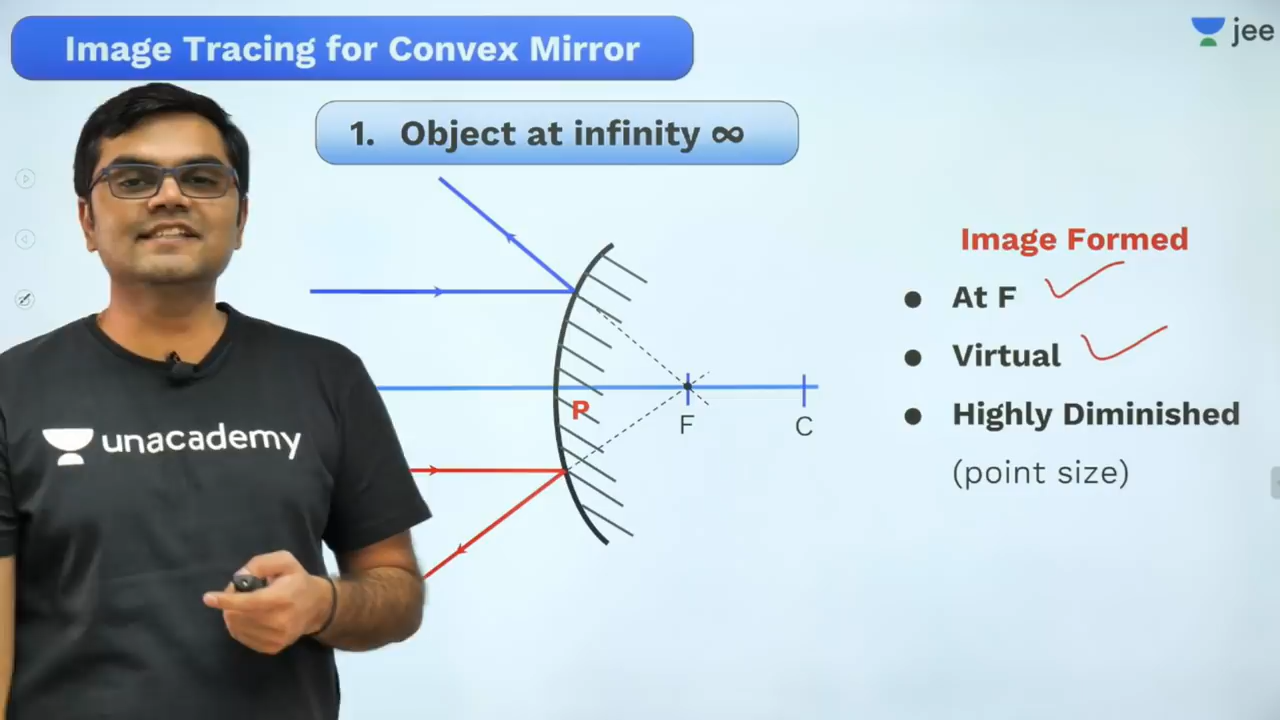 Image Tracing for Convex Mirror
jee
1. Object at infinity ∞
Image Formed
● At F
● Virtual
P
F
C
● Highly Diminished
(point size)
unacademy